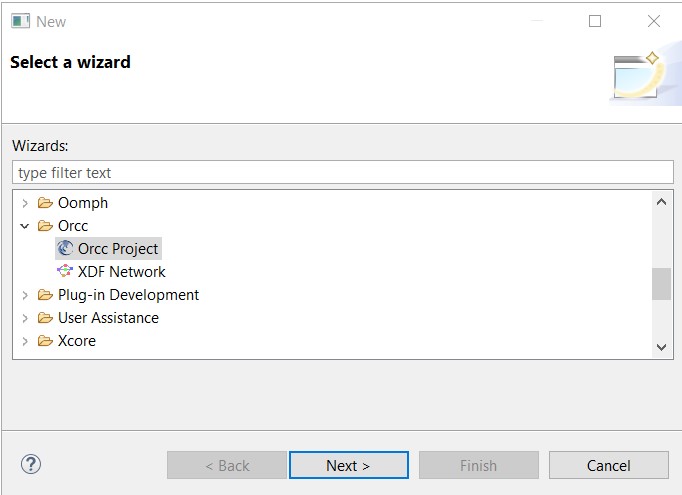 New
Select a wizard
Wizards:
type filter text
Oomph
Orcc
Orcc Project
XDF Network
Plug-in Development
User Assistance
Xcore
?
< Back
Next >
Finish
Cancel